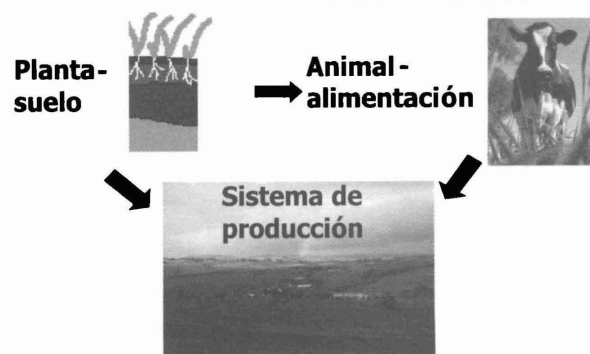 Planta-
suelo
Animal-
alimentación
Sistema de
producción